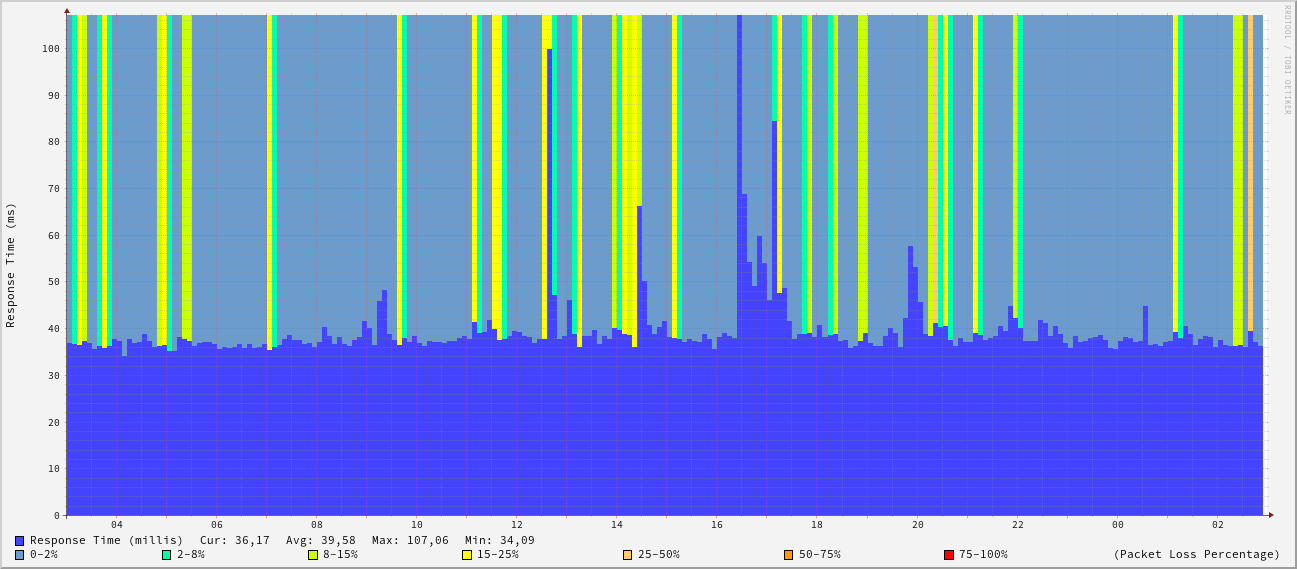 RRDTOOL / TOBI OETIKER
Response Time (ms)
100
90
80
70
60
50
40
30
20
10
0
04 06 08 10 12 14 16 18 20 22 00 02
Response Time (millis) Cur: 36,17 Avg: 39,58 Max: 107,06 Min: 34,09
0-2% 2-8% 8-15% 15-25% 25-50% 50-75% 75-100% (Packet Loss Percentage)